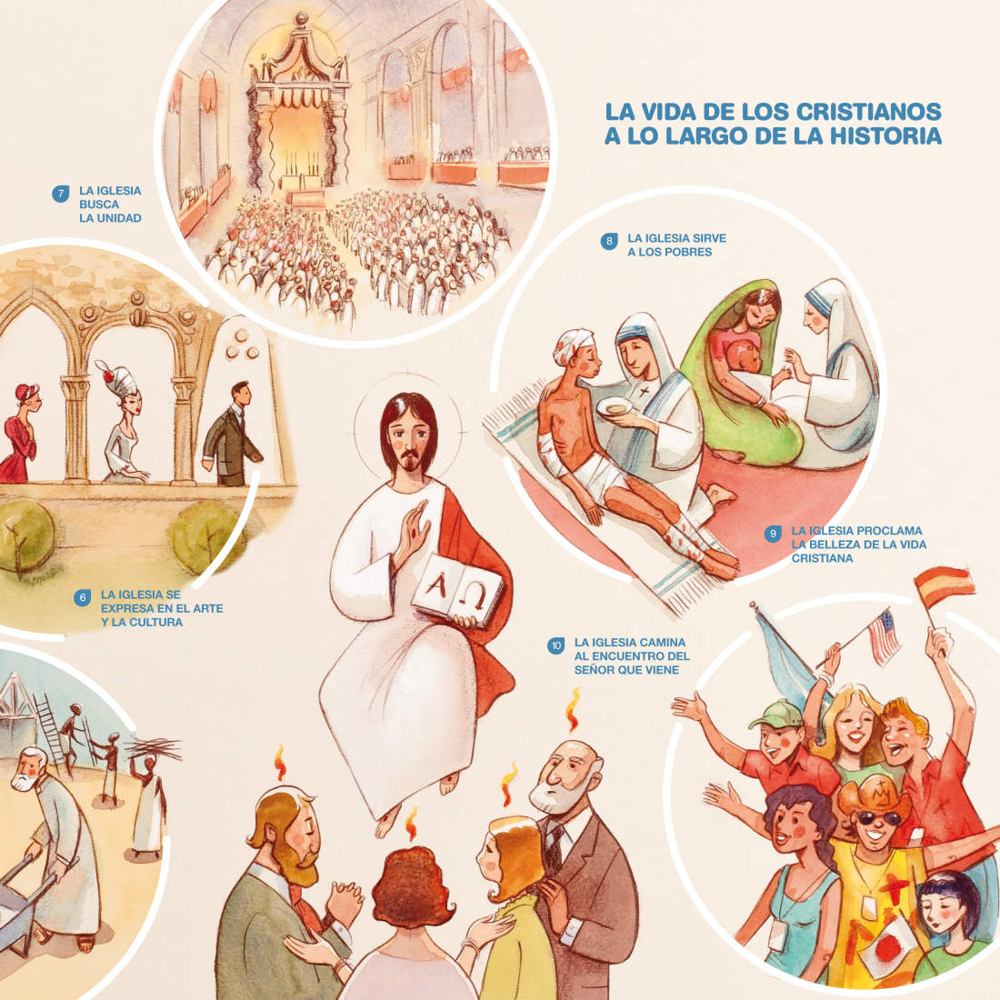 LA VIDA DE LOS CRISTIANOS
A LO LARGO DE LA HISTORIA
7
LA IGLESIA
BUSCA
LA UNIDAD
8
LA IGLESIA SIRVE
A LOS POBRES
9
LA IGLESIA PROCLAMA
LA BELLEZA DE LA VIDA
CRISTIANA
6
LA IGLESIA SE
EXPRESA EN EL ARTE
Y LA CULTURA
10
LA IGLESIA CAMINA
AL ENCUENTRO DEL
SEÑOR QUE VIENE
Α Ω
M